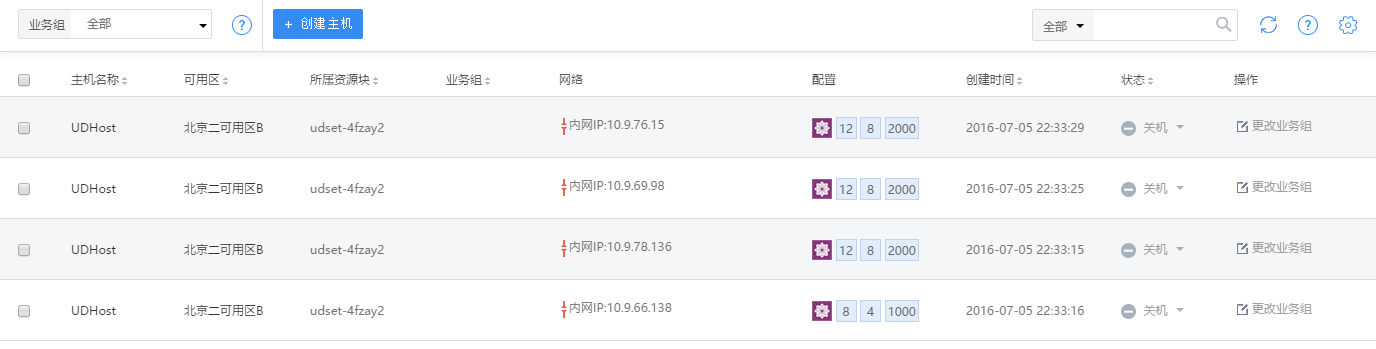 业务组 全部 ? + 创建主机 全部 ?
主机名称 可用区 所属资源块 业务组 网络 配置 创建时间 状态 操作
UDHost 北京二可用区B udset-4fzay2 内网IP:10.9.76.15 12 8 2000 2016-07-05 22:33:29 关机 更改业务组
UDHost 北京二可用区B udset-4fzay2 内网IP:10.9.69.98 12 8 2000 2016-07-05 22:33:25 关机 更改业务组
UDHost 北京二可用区B udset-4fzay2 内网IP:10.9.78.136 12 8 2000 2016-07-05 22:33:15 关机 更改业务组
UDHost 北京二可用区B udset-4fzay2 内网IP:10.9.66.138 8 4 1000 2016-07-05 22:33:16 关机 更改业务组